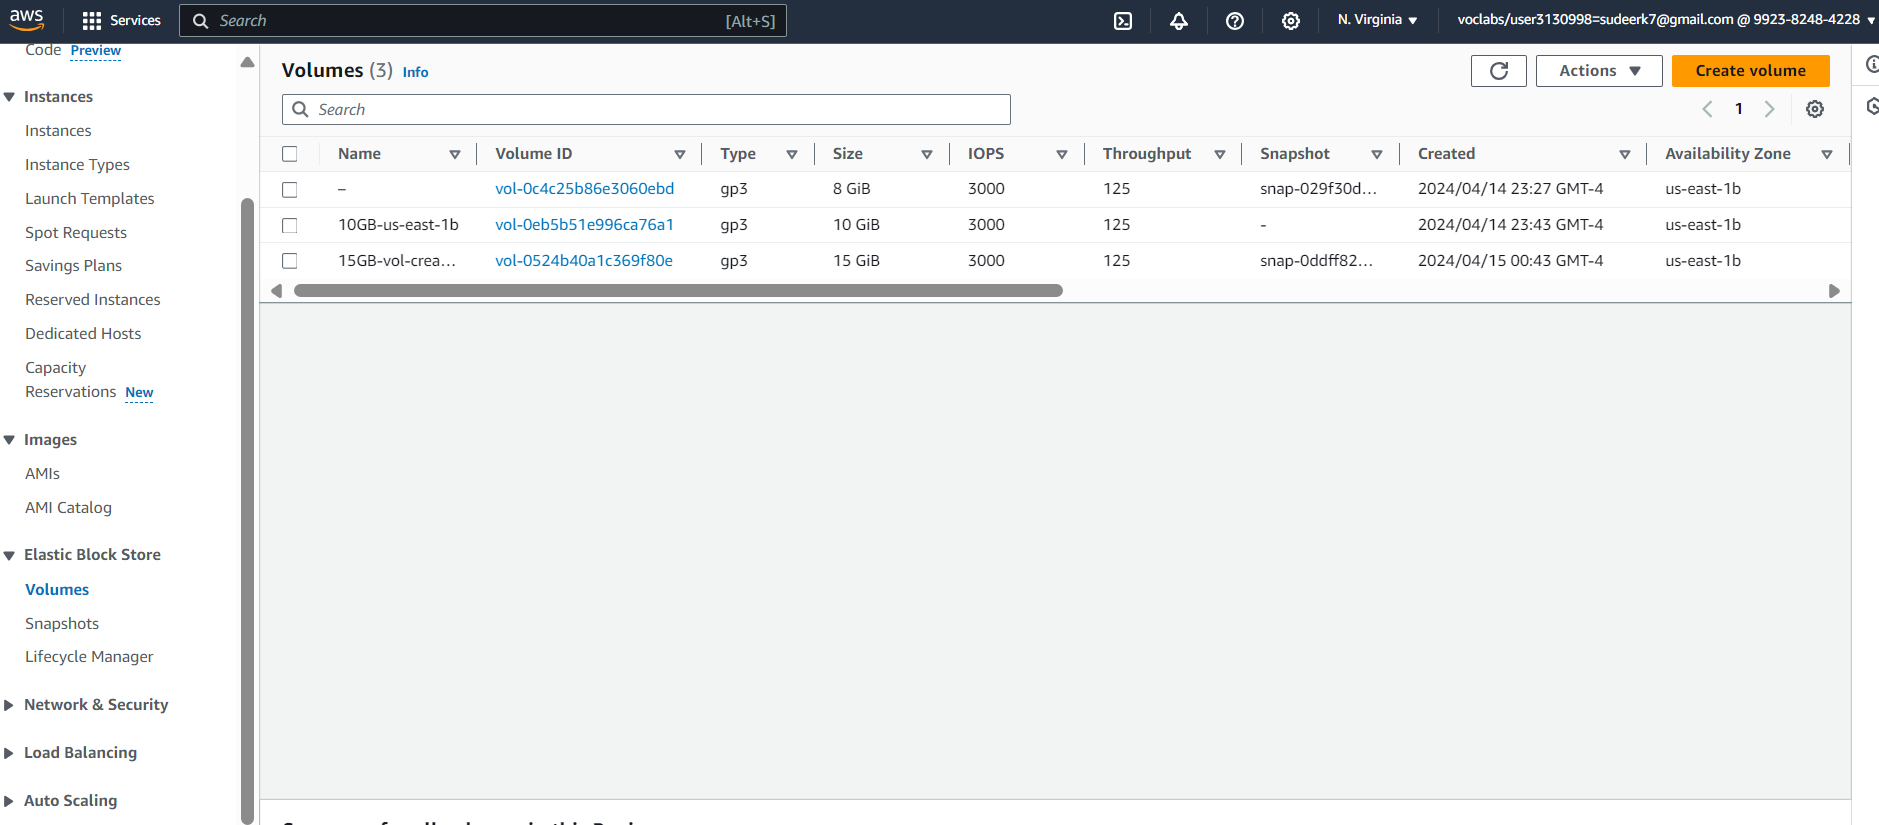 aws Services Search [Alt+S] N. Virginia voclabs/user3130998=sudeerk7@gmail.com @ 9923-8248-4228
Code Preview
Instances
Instances
Instance Types
Launch Templates
Spot Requests
Savings Plans
Reserved Instances
Dedicated Hosts
Capacity
Reservations New
Images
AMIs
AMI Catalog
Elastic Block Store
Volumes
Snapshots
Lifecycle Manager
Network & Security
Load Balancing
Auto Scaling
Volumes (3) Info Actions Create volume
Search 1
Name Volume ID Type Size IOPS Throughput Snapshot Created Availability Zone
– vol-0c4c25b86e3060ebd gp3 8 GiB 3000 125 snap-029f30d... 2024/04/14 23:27 GMT-4 us-east-1b
10GB-us-east-1b vol-0eb5b51e996ca76a1 gp3 10 GiB 3000 125 - 2024/04/14 23:43 GMT-4 us-east-1b
15GB-vol-crea... vol-0524b40a1c369f80e gp3 15 GiB 3000 125 snap-0ddff82... 2024/04/15 00:43 GMT-4 us-east-1b